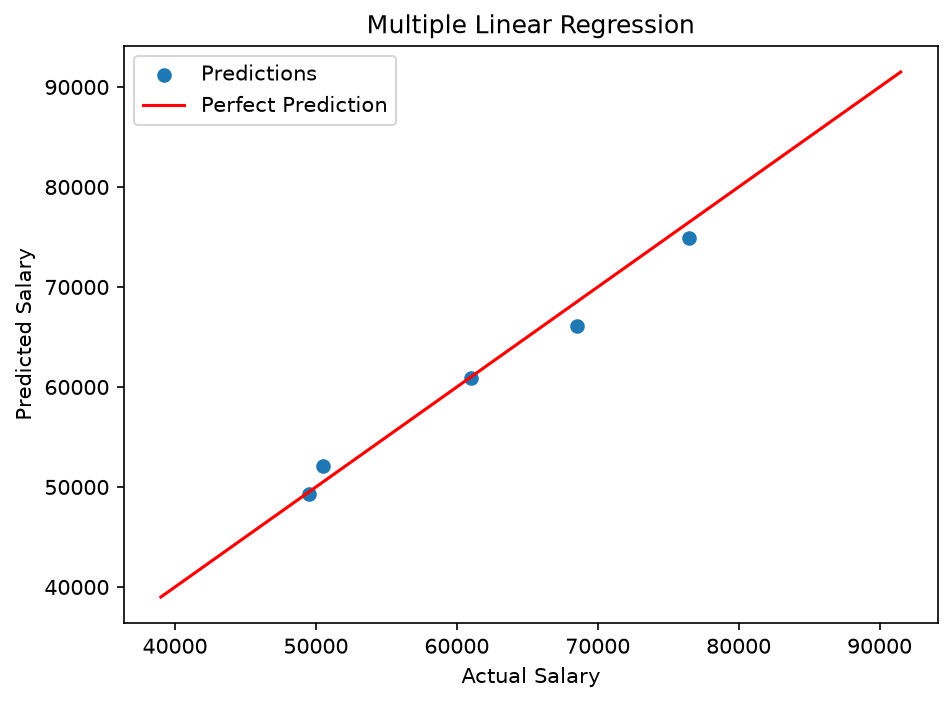 Multiple Linear Regression
Predictions
Perfect Prediction
90000
80000
70000
60000
50000
40000
Predicted Salary
40000 50000 60000 70000 80000 90000
Actual Salary